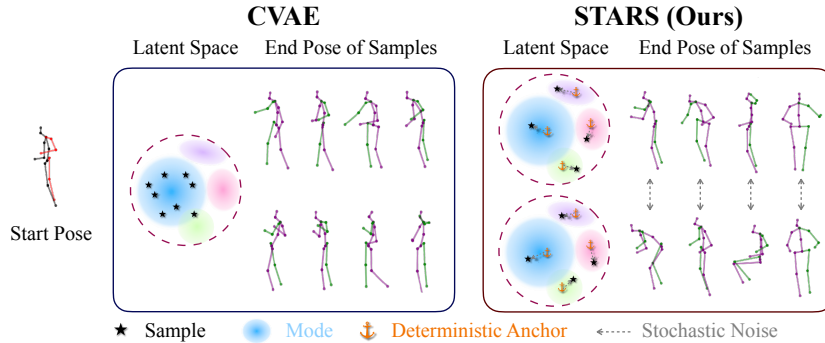 CVAE
STARS (Ours)
Latent Space
End Pose of Samples
Latent Space
End Pose of Samples
Start Pose
Sample
Mode
Deterministic Anchor
Stochastic Noise